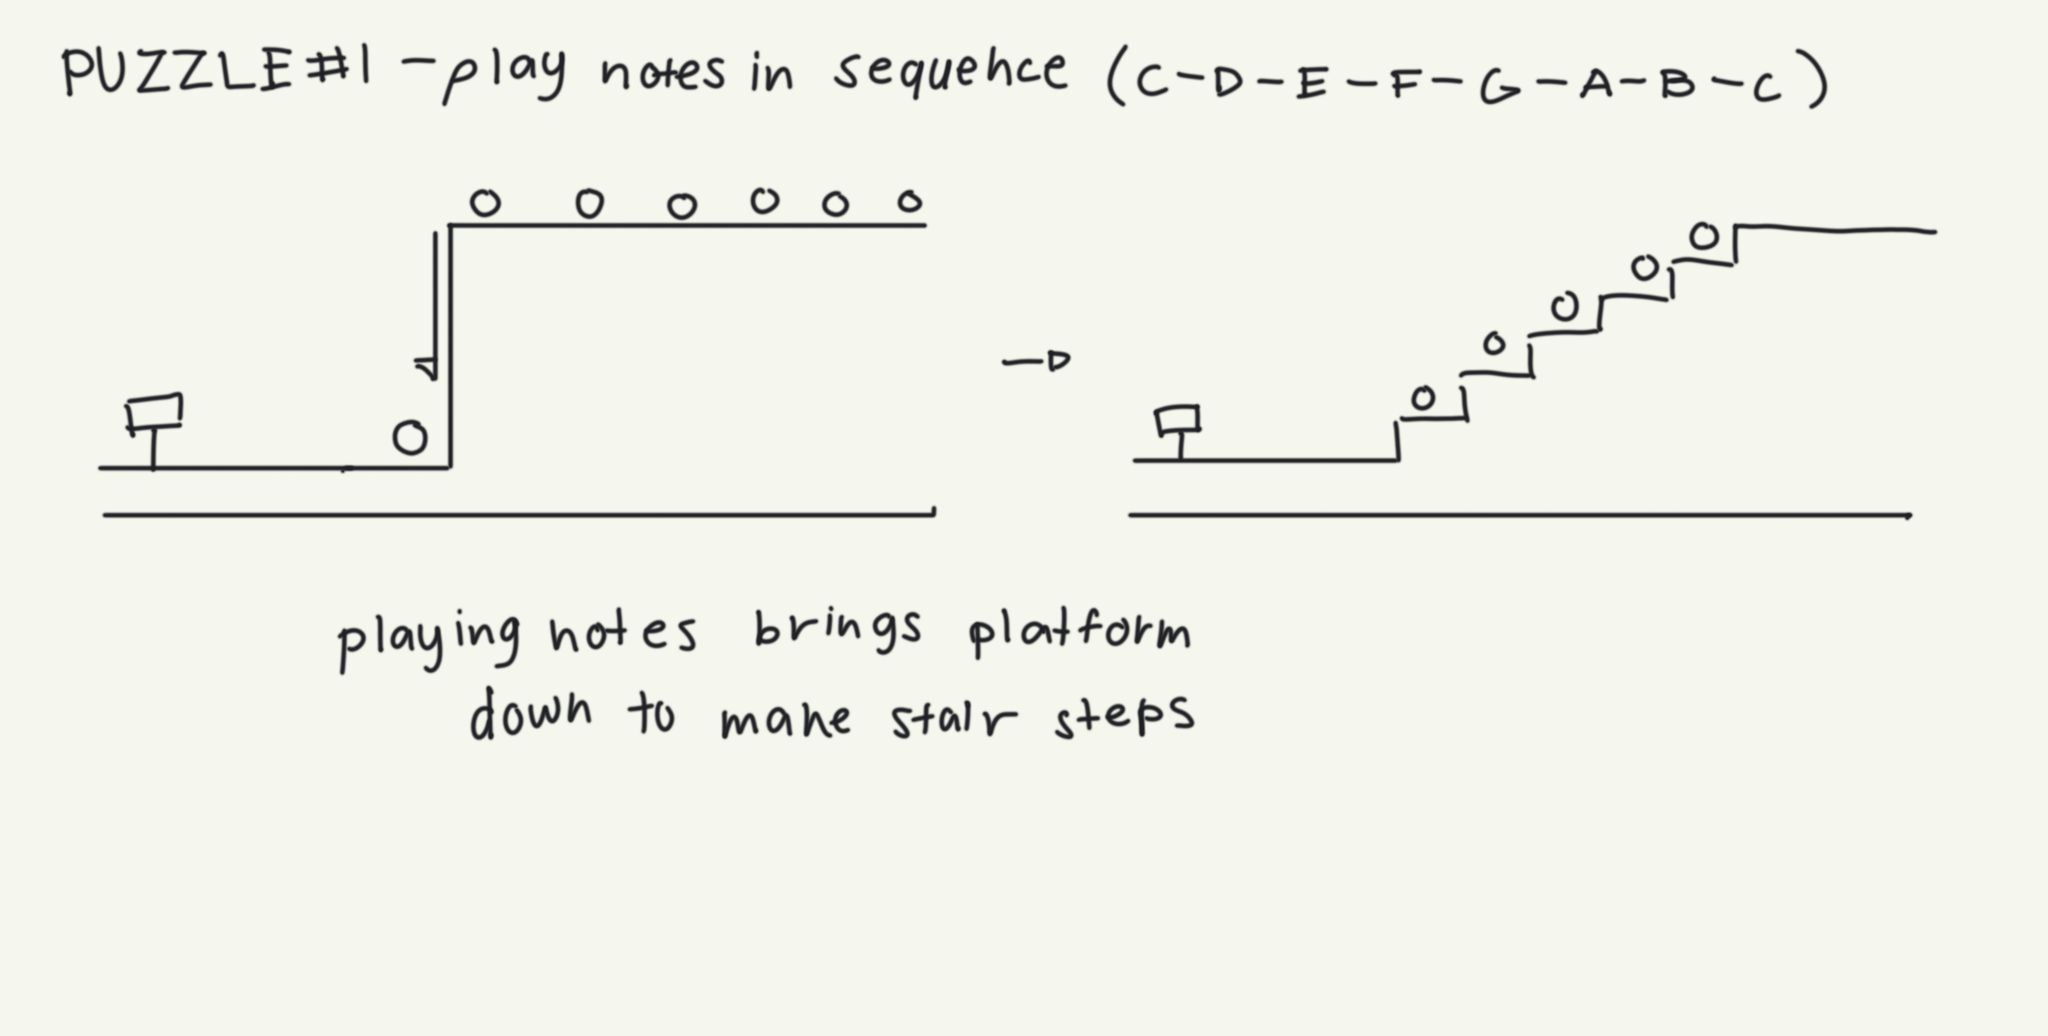 PUZZLE #1 - play notes in sequence (C-D-E-F-G-A-B-C)
playing notes brings platform
down to make stair steps